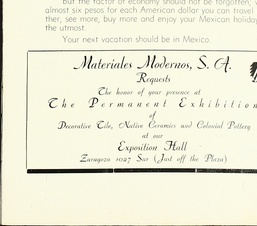 But the factor of economy should not be forgotten;
almost six pesos for each American dollar you can travel
ther, see more, buy more and enjoy your Mexican holiday
the utmost.
Your next vacation should be in Mexico.
Materiales Modernos, S. A.
Requests
The honor of your presence at
The Permanent Exhibition
of
Decorative Tile, Native Ceramics and Colonial Pottery
at our
Exposition Hall
Zaragoza 1027 Sur (Just off the Plaza)